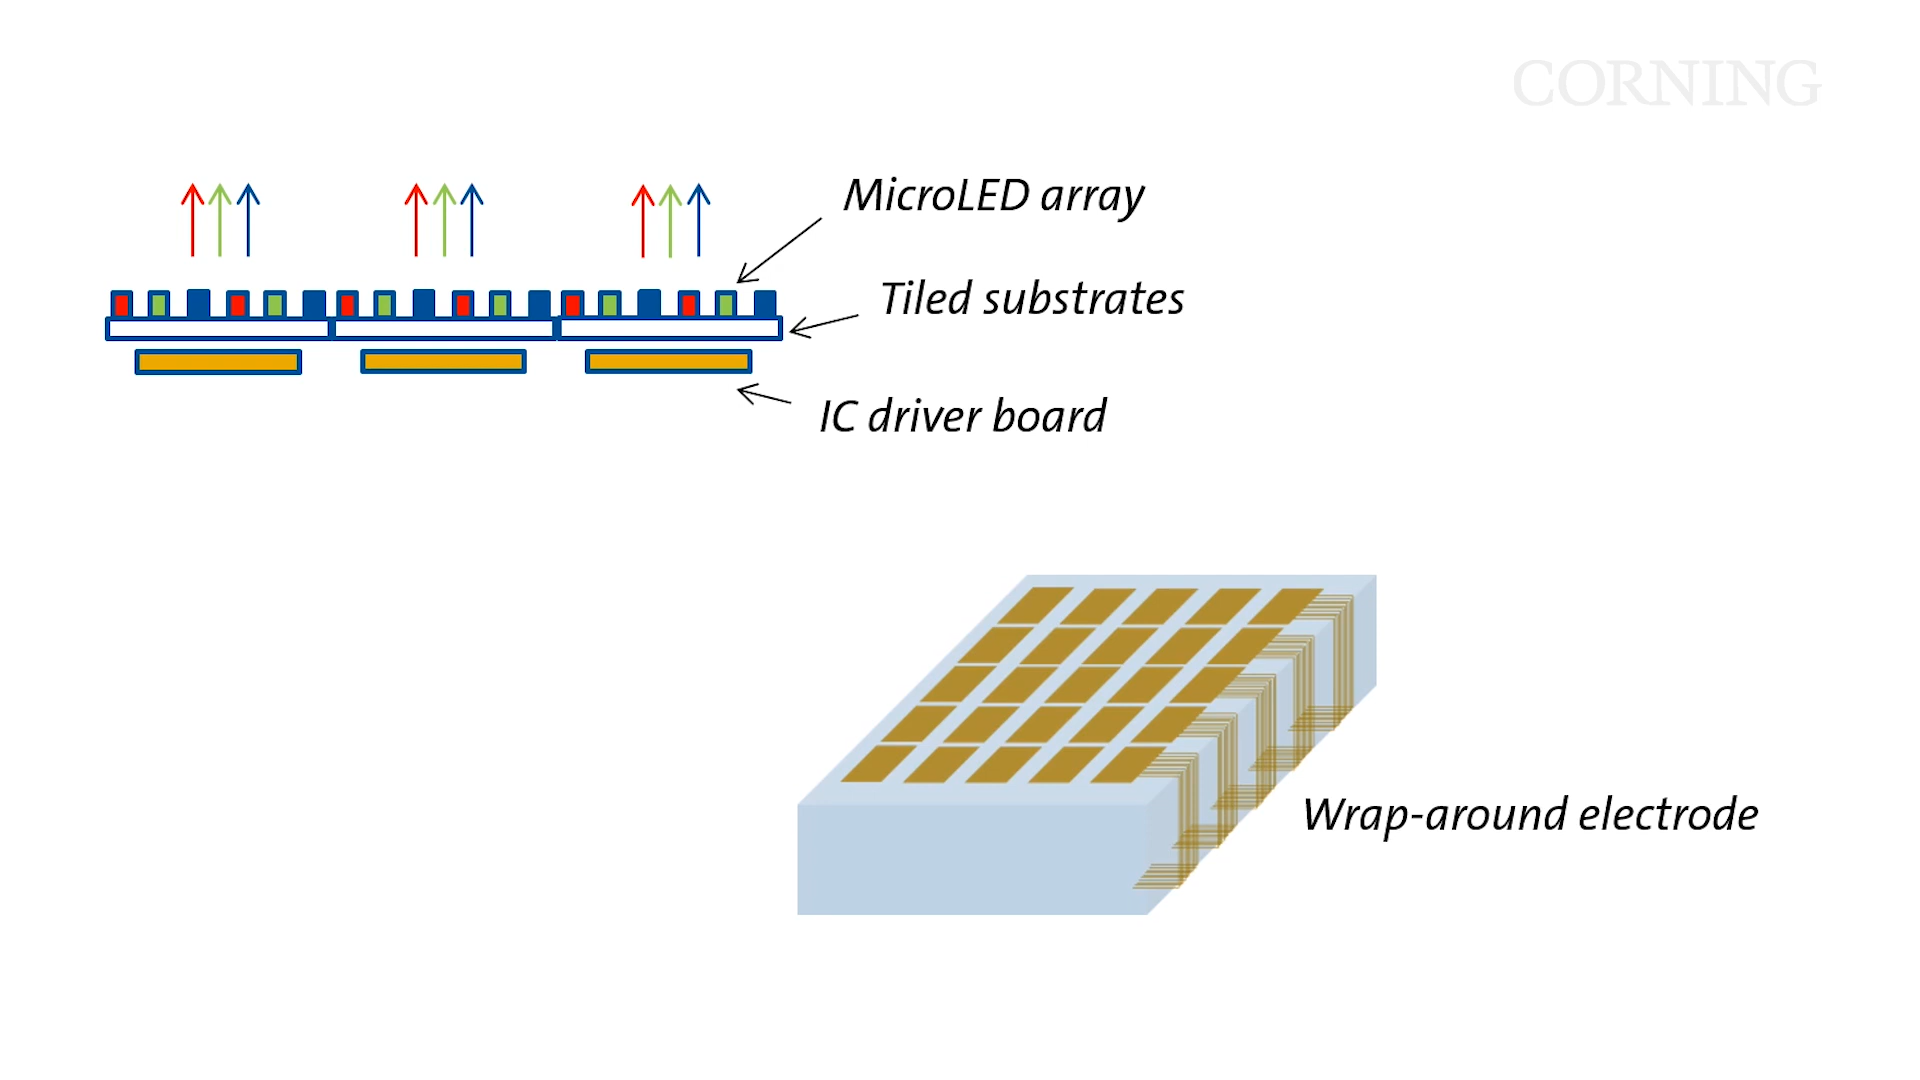 CORNING
MicroLED array
Tiled substrates
IC driver board
Wrap-around electrode